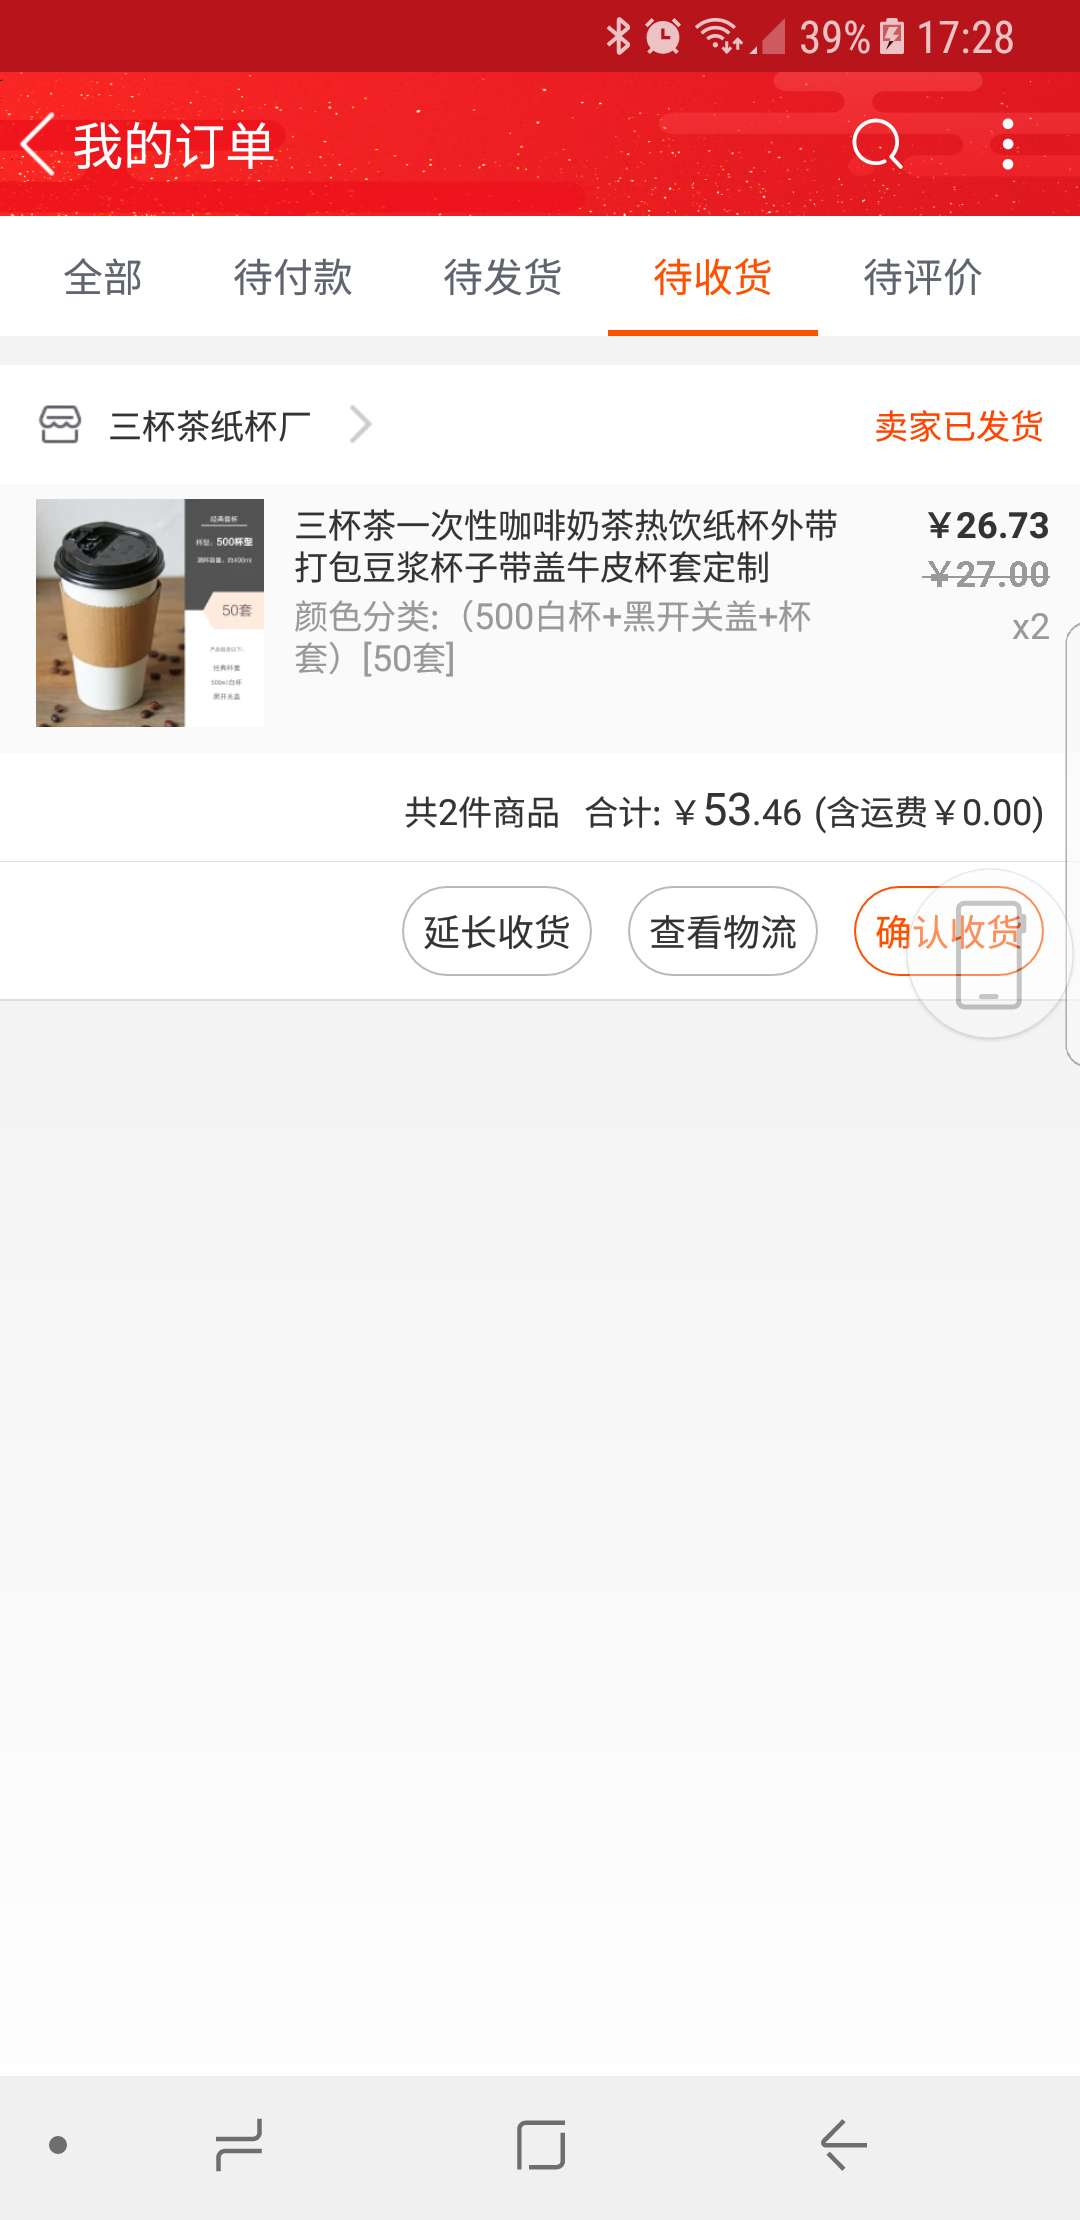 39% 17:28
我的订单
全部 待付款 待发货 待收货 待评价
三杯茶纸杯厂 卖家已发货
三杯茶一次性咖啡奶茶热饮纸杯外带 ￥26.73
打包豆浆杯子带盖牛皮杯套定制 ￥27.00
颜色分类:（500白杯+黑开关盖+杯 x2
套）[50套]
500杯型
50套
共2件商品 合计:￥53.46 (含运费￥0.00)
延长收货 查看物流 确认收货